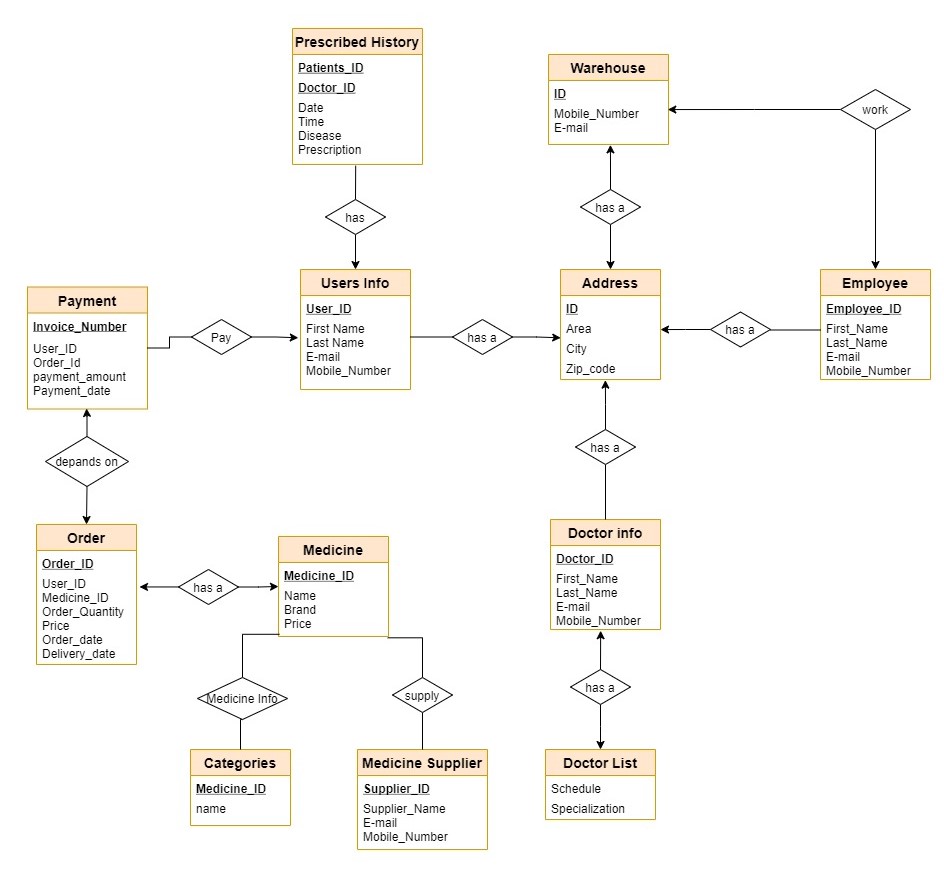 Prescribed History
Patients_ID
Doctor_ID
Date
Time
Disease
Prescription
Warehouse
ID
Mobile_Number
E-mail
work
has
has a
Users Info
User_ID
First Name
Last Name
E-mail
Mobile_Number
Address
ID
Area
City
Zip_code
Employee
Employee_ID
First_Name
Last_Name
E-mail
Mobile_Number
Payment
Invoice_Number
User_ID
Order_Id
payment_amount
Payment_date
Pay
has a
has a
depands on
has a
Order
Order_ID
User_ID
Medicine_ID
Order_Quantity
Price
Order_date
Delivery_date
has a
Medicine
Medicine_ID
Name
Brand
Price
Doctor info
Doctor_ID
First_Name
Last_Name
E-mail
Mobile_Number
Medicine Info
supply
has a
Categories
Medicine_ID
name
Medicine Supplier
Supplier_ID
Supplier_Name
E-mail
Mobile_Number
Doctor List
Schedule
Specialization